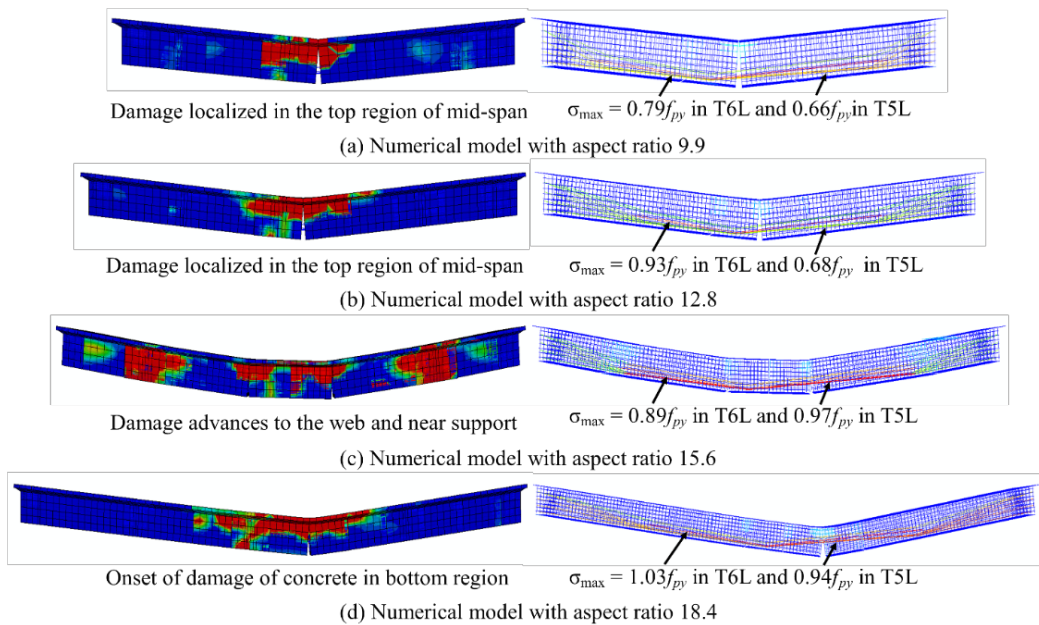 Damage localized in the top region of mid-span
σmax = 0.79fpy in T6L and 0.66fpyin T5L
(a) Numerical model with aspect ratio 9.9
Damage localized in the top region of mid-span
σmax = 0.93fpy in T6L and 0.68fpy in T5L
(b) Numerical model with aspect ratio 12.8
Damage advances to the web and near support
σmax = 0.89fpy in T6L and 0.97fpy in T5L
(c) Numerical model with aspect ratio 15.6
Onset of damage of concrete in bottom region
σmax = 1.03fpy in T6L and 0.94fpy in T5L
(d) Numerical model with aspect ratio 18.4